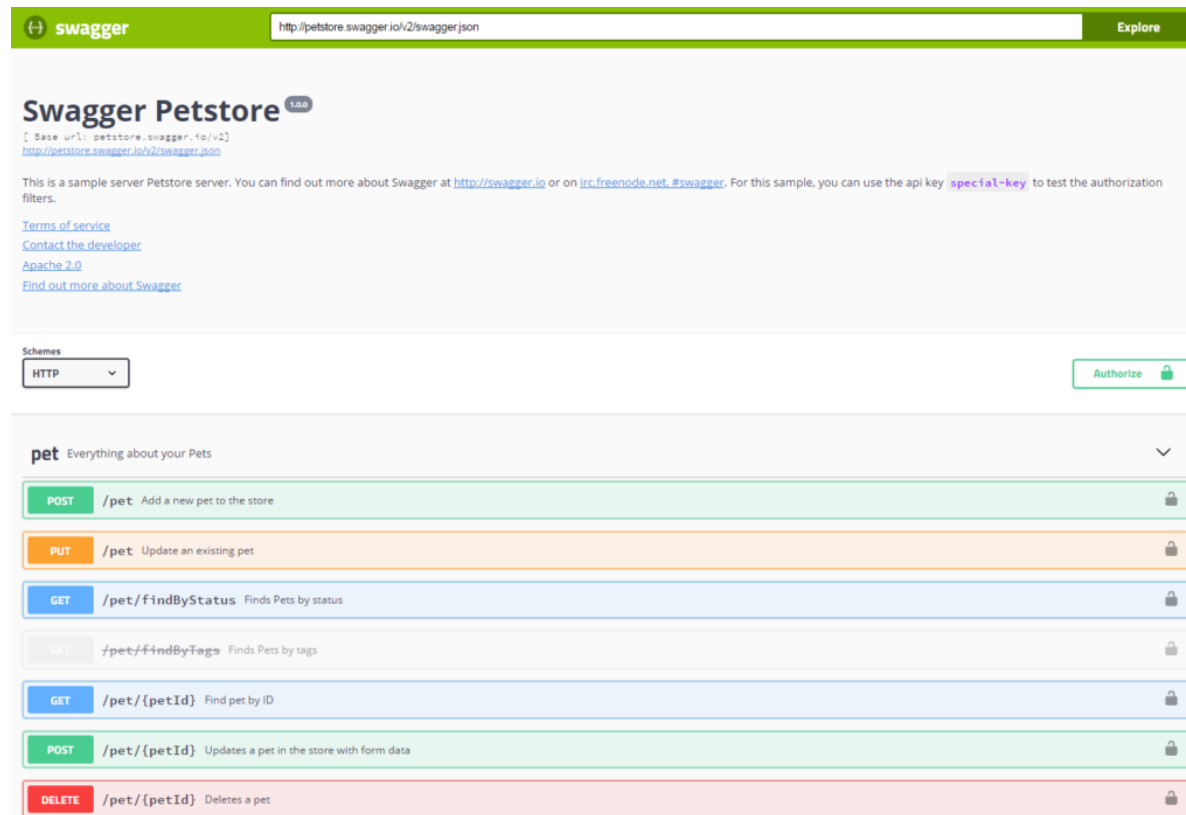 swagger
http://petstore.swagger.io/v2/swagger.json
Explore
Swagger Petstore 1.0.0
[ Base url: petstore.swagger.io/v2]
http://petstore.swagger.io/v2/swagger.json
This is a sample server Petstore server. You can find out more about Swagger at http://swagger.io or on irc.freenode.net, #swagger. For this sample, you can use the api key special-key to test the authorization
filters.
Terms of service
Contact the developer
Apache 2.0
Find out more about Swagger
Schemes
HTTP
Authorize
pet Everything about your Pets
POST /pet Add a new pet to the store
PUT /pet Update an existing pet
GET /pet/findByStatus Finds Pets by status
GET /pet/findByTags Finds Pets by tags
GET /pet/{petId} Find pet by ID
POST /pet/{petId} Updates a pet in the store with form data
DELETE /pet/{petId} Deletes a pet